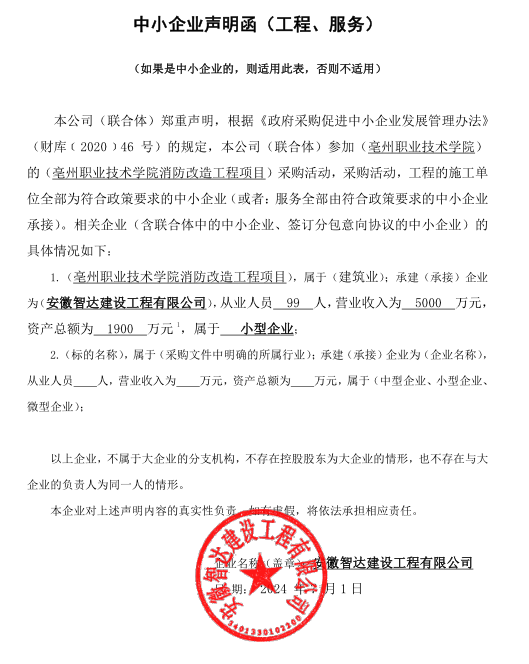 中小企业声明函（工程、服务）
（如果是中小企业的，则适用此表，否则不适用）
本公司（联合体）郑重声明，根据《政府采购促进中小企业发展管理办法》
（财库﹝2020﹞46 号）的规定，本公司（联合体）参加（亳州职业技术学院）
的（亳州职业技术学院消防改造工程项目）采购活动，采购活动，工程的施工单
位全部为符合政策要求的中小企业（或者：服务全部由符合政策要求的中小企业
承接）。相关企业（含联合体中的中小企业、签订分包意向协议的中小企业）的
具体情况如下：
1.（亳州职业技术学院消防改造工程项目），属于（建筑业）；承建（承接）企业
为（安徽智达建设工程有限公司），从业人员 99 人，营业收入为 5000 万元，
资产总额为 1900 万元1，属于 小型企业；
2.（标的名称），属于（采购文件中明确的所属行业）；承建（承接）企业为（企业名称），
从业人员____人，营业收入为____万元，资产总额为____万元，属于（中型企业、小型企业、
微型企业）；
以上企业，不属于大企业的分支机构，不存在控股股东为大企业的情形，也不存在与大
企业的负责人为同一人的情形。
本企业对上述声明内容的真实性负责。如有虚假，将依法承担相应责任。
企业名称（盖章）：安徽智达建设工程有限公司
日 期： 2024 年 月 1 日
安徽智达建设工程有限公司
3401330102200